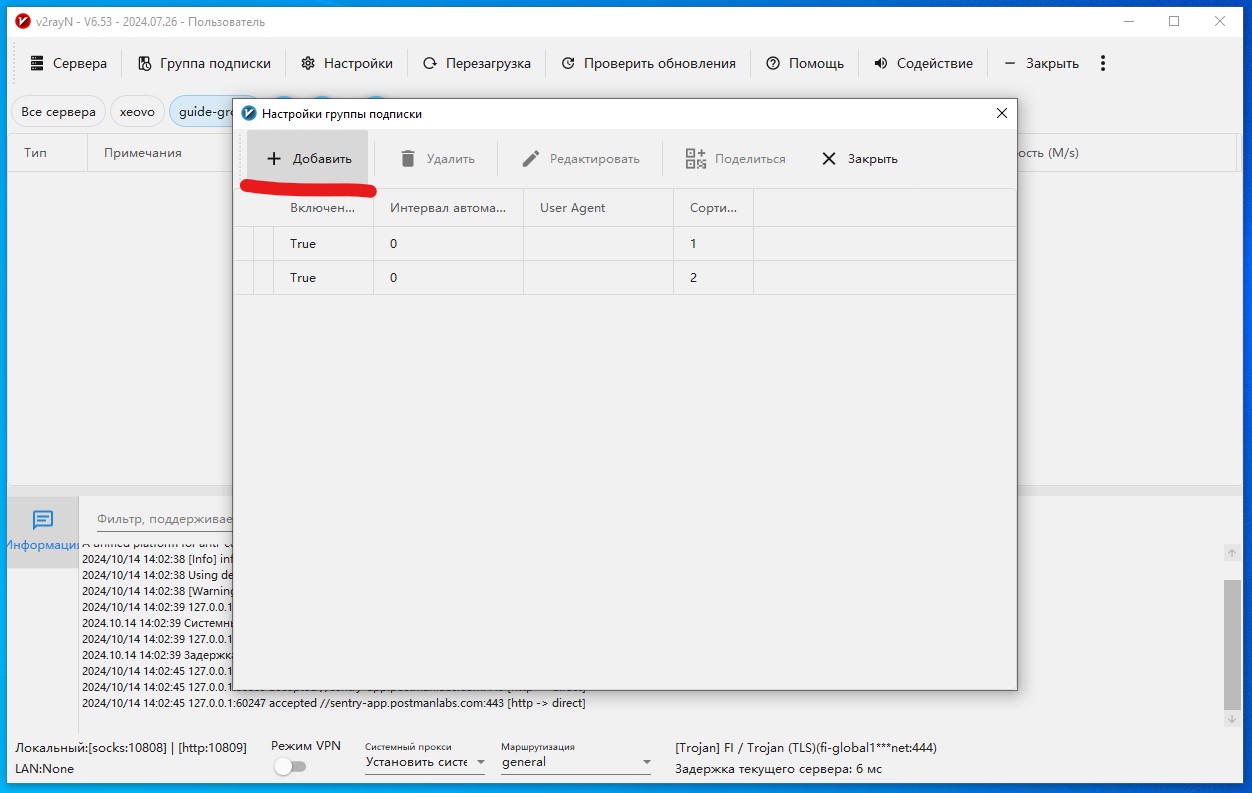 v2rayN - V6.53 - 2024.07.26 - Пользователь
Сервера Группа подписки Настройки Перезагрузка Проверить обновления Помощь Содействие Закрыть
Все сервера xeovo guide-gr
Настройки группы подписки
Тип Примечания ость (M/s)
Добавить Удалить Редактировать Поделиться Закрыть
Включен... Интервал автома... User Agent Сорти...
True 0 1
True 0 2
Фильтр, поддерживае
Информация
2024/10/14 14:02:38 [Info] inf
2024/10/14 14:02:38 Using de
2024/10/14 14:02:38 [Warning
2024/10/14 14:02:39 127.0.0.1
2024.10.14 14:02:39 Системн
2024/10/14 14:02:39 127.0.0.1
2024.10.14 14:02:39 Задержк
2024/10/14 14:02:45 127.0.0.1
2024/10/14 14:02:45 127.0.0.1
2024/10/14 14:02:45 127.0.0.1:60247 accepted //sentry-app.postmanlabs.com:443 [http -> direct]
Локальный:[socks:10808] | [http:10809]
LAN:None
Режим VPN
Системный прокси
Установить систе
Маршрутизация
general
[Trojan] FI / Trojan (TLS)(fi-global1***net:444)
Задержка текущего сервера: 6 мс